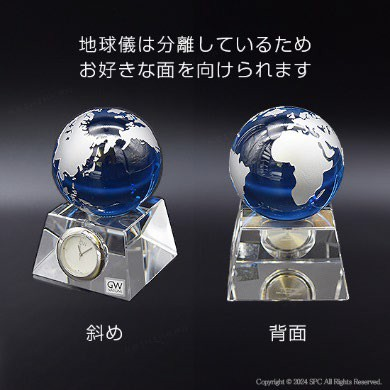 地球儀は分離しているため
お好きな面を向けられます
GW
斜め
背面
Copyright © 2024 SPC All Rights Reserved.